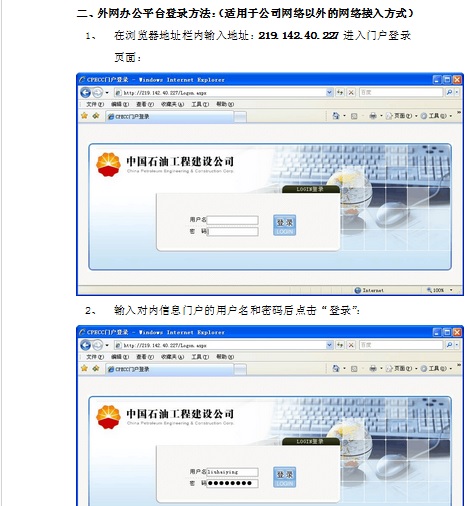 二、外网办公平台登录方法:(适用于公司网络以外的网络接入方式)
1、 在浏览器地址栏内输入地址: 219.142.40.227 进入门户登录
页面:
CPECC门户登录 - Windows Internet Explorer
http://219.142.40.227/Logon.aspx
百度
文件(F) 编辑(E) 查看(V) 收藏夹(A) 工具(T) 帮助(H)
CPECC门户登录
页面(P) 工具(O)
中国石油工程建设公司
China Petroleum Engineering & Construction Corp.
LOGIN登录
用户名
密 码
登录
LOGIN
Internet
100%
2、 输入对内信息门户的用户名和密码后点击“登录”:
CPECC门户登录 - Windows Internet Explorer
http://219.142.40.227/Logon.aspx
百度
文件(F) 编辑(E) 查看(V) 收藏夹(A) 工具(T) 帮助(H)
CPECC门户登录
页面(P) 工具(O)
中国石油工程建设公司
China Petroleum Engineering & Construction Corp.
LOGIN登录
用户名 linhaiying
密 码 ●●●●●●●●
登录
LOGIN